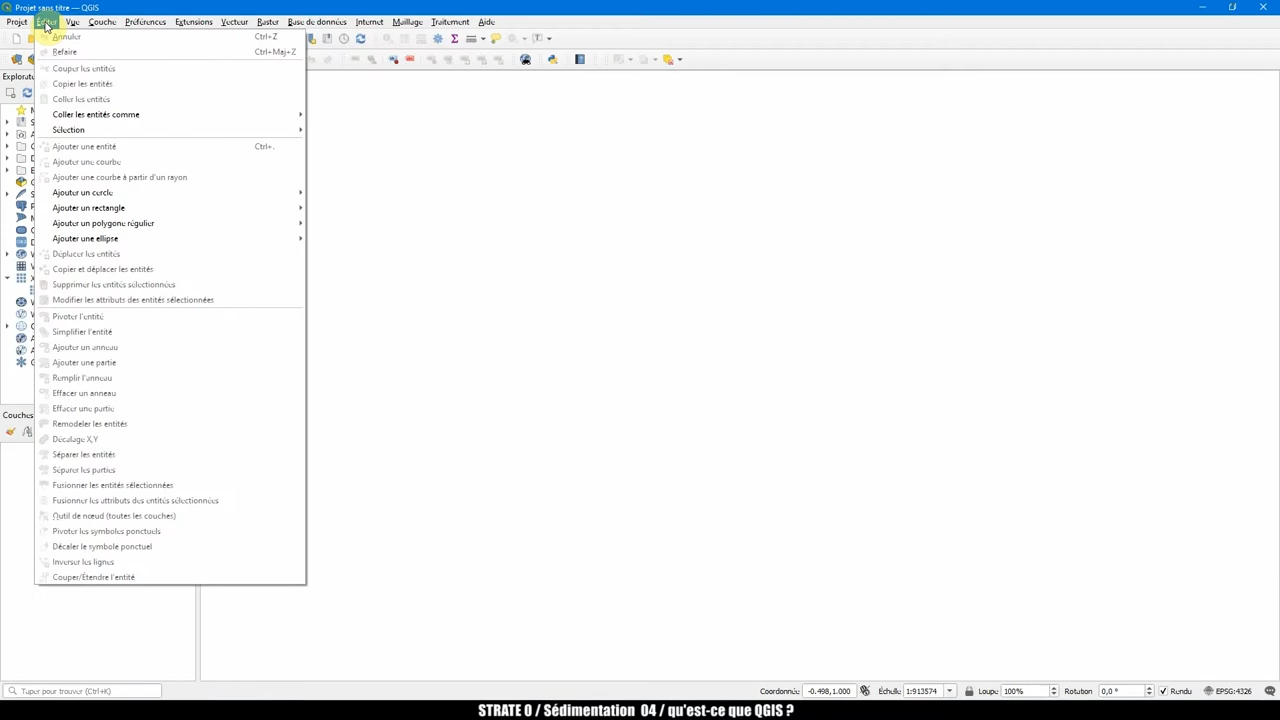 Projet sans titre — QGIS
Projet Éditer Vue Couche Préférences Extensions Vecteur Raster Base de données Internet Maillage Traitement Aide
Annuler Ctrl+Z
Refaire Ctrl+Maj+Z
Couper les entités
Copier les entités
Coller les entités
Coller les entités comme
Sélection
Ajouter une entité Ctrl+.
Ajouter une courbe
Ajouter une courbe à partir d'un rayon
Ajouter un cercle
Ajouter un rectangle
Ajouter un polygone régulier
Ajouter une ellipse
Déplacer les entités
Copier et déplacer les entités
Supprimer les entités sélectionnées
Modifier les attributs des entités sélectionnées
Pivoter l'entité
Simplifier l'entité
Ajouter un anneau
Ajouter une partie
Remplir l'anneau
Effacer un anneau
Effacer une partie
Remodeler les entités
Décalage X,Y
Séparer les entités
Séparer les parties
Fusionner les entités sélectionnées
Fusionner les attributs des entités sélectionnées
Outil de nœud (toutes les couches)
Pivoter les symboles ponctuels
Décaler le symbole ponctuel
Inverser les lignes
Couper/Étendre l'entité
Couches
Taper pour trouver (Ctrl+K)
Coordonnée -0.498,1.000 Échelle 1:913574 Loupe 100% Rotation 0,0 ° Rendu EPSG:4326
STRATE 0 / Sédimentation 04 / qu'est-ce que QGIS ?